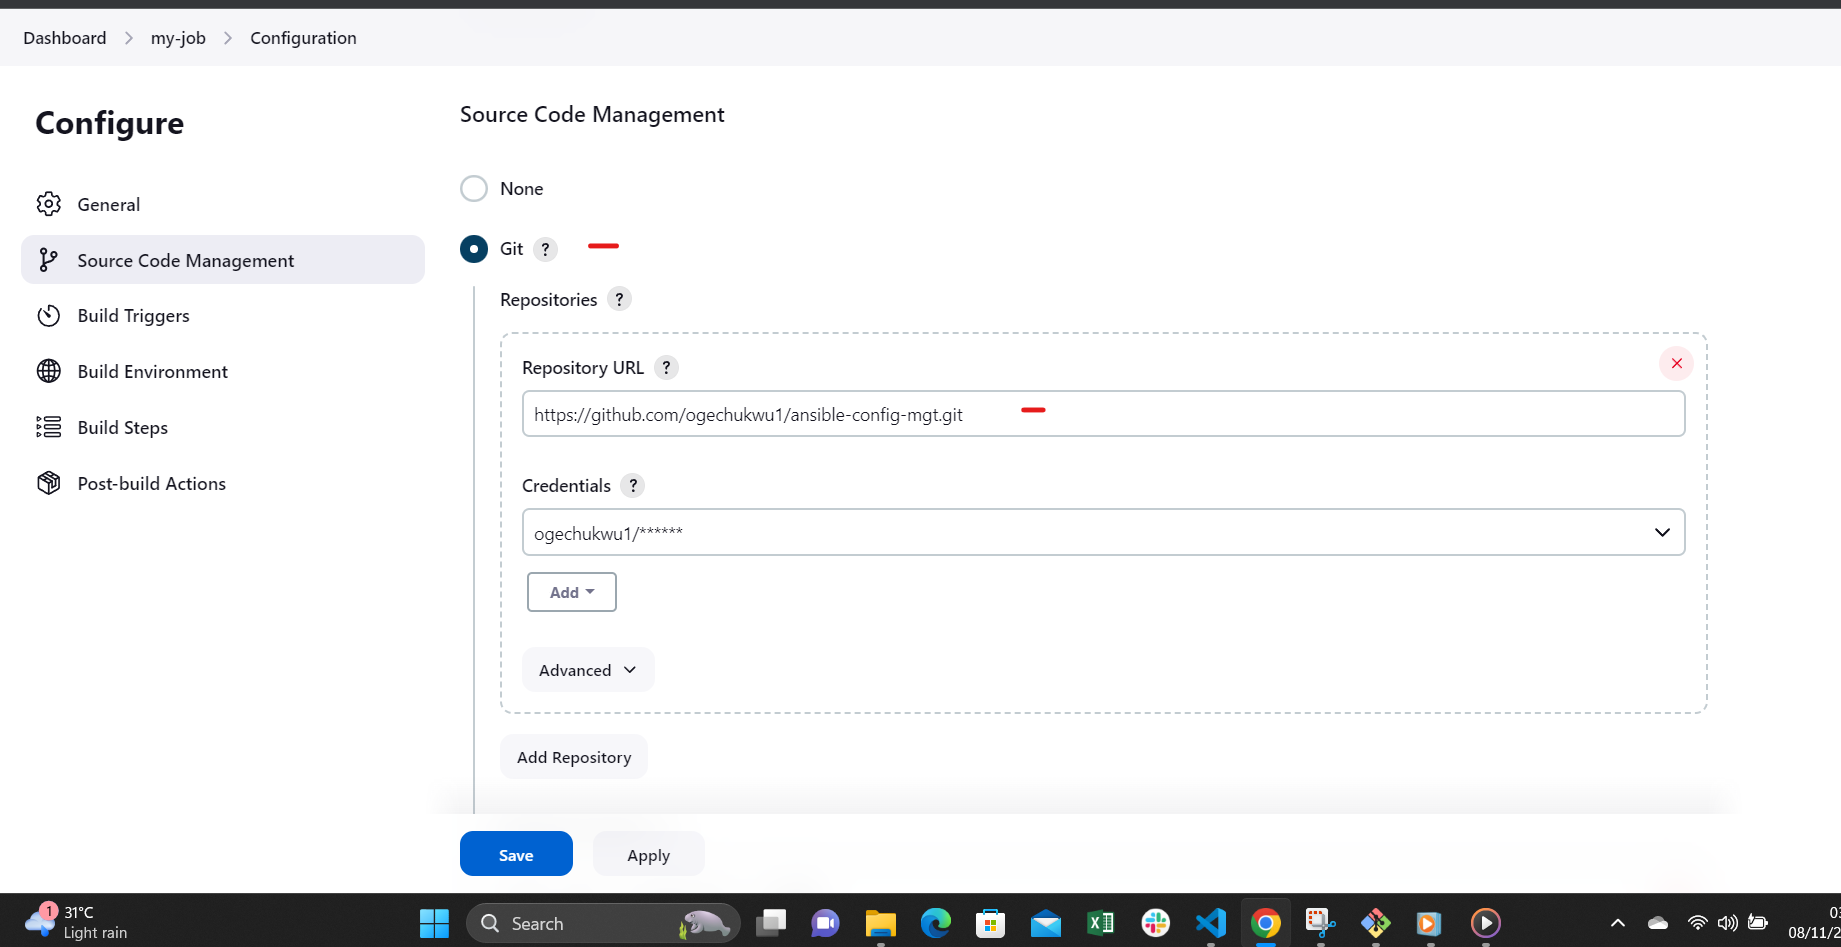 Dashboard > my-job > Configuration
Configure
General
Source Code Management
Build Triggers
Build Environment
Build Steps
Post-build Actions
Source Code Management
None
Git ?
Repositories ?
Repository URL ?
https://github.com/ogechukwu1/ansible-config-mgt.git
Credentials ?
ogechukwu1/******
Add
Advanced
Add Repository
Save
Apply
1
31°C
Light rain
Search
08/11/2